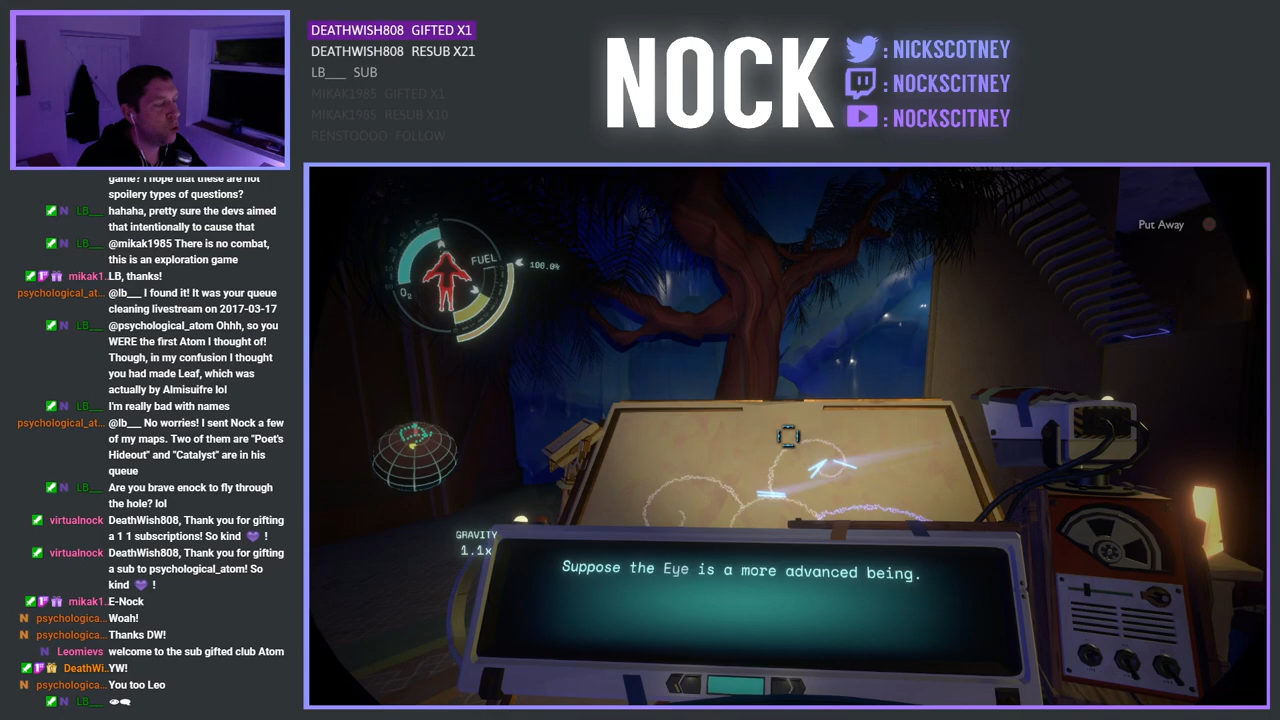 DEATHWISH808 GIFTED X1
DEATHWISH808 RESUB X21
LB___ SUB
MIKAK1985 GIFTED X1
MIKAK1985 RESUB X10
RENSTOOOO FOLLOW
NOCK
: NICKSCOTNEY
: NOCKSCITNEY
: NOCKSCITNEY
game? I hope that these are not
spoilery types of questions?
LB___ hahaha, pretty sure the devs aimed
that intentionally to cause that
LB___ @mikak1985 There is no combat,
this is an exploration game
mikak1.. LB, thanks!
psychological_at... @lb___ I found it! It was your queue
cleaning livestream on 2017-03-17
LB___ @psychological_atom Ohhh, so you
WERE the first Atom I thought of!
Though, in my confusion I thought
you had made Leaf, which was
actually by Almisuifre lol
LB___ I'm really bad with names
psychological_at... @lb___ No worries! I sent Nock a few
of my maps. Two of them are "Poet's
Hideout" and "Catalyst" are in his
queue
LB___ Are you brave enock to fly through
the hole? lol
virtualnock DeathWish808, Thank you for gifting
a 1 1 subscriptions! So kind 💜 !
virtualnock DeathWish808, Thank you for gifting
a sub to psychological_atom! So
kind 💜 !
mikak1.. E-Nock
psychologica... Woah!
psychologica... Thanks DW!
Leomievs welcome to the sub gifted club Atom
DeathWi.. YW!
psychologica... You too Leo
LB___
Put Away
FUEL
100.0%
O₂
GRAVITY
1.1x
Suppose the Eye is a more advanced being.